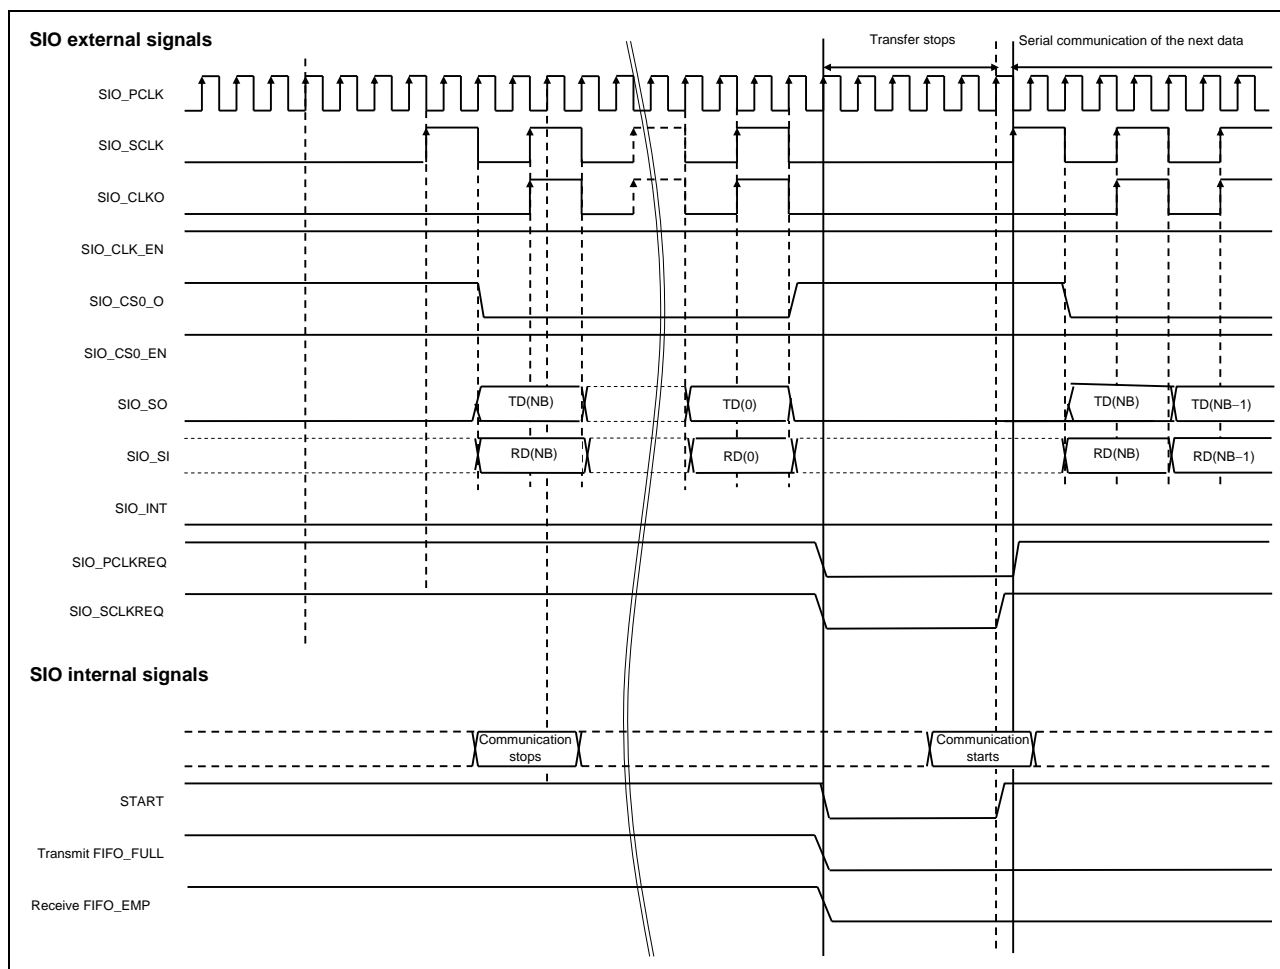 SIO external signals
Transfer stops
Serial communication of the next data
SIO_PCLK
SIO_SCLK
SIO_CLKO
SIO_CLK_EN
SIO_CS0_O
SIO_CS0_EN
SIO_SO
TD(NB)
TD(0)
TD(NB)
TD(NB−1)
SIO_SI
RD(NB)
RD(0)
RD(NB)
RD(NB−1)
SIO_INT
SIO_PCLKREQ
SIO_SCLKREQ
SIO internal signals
Communication
stops
Communication
starts
START
Transmit FIFO_FULL
Receive FIFO_EMP